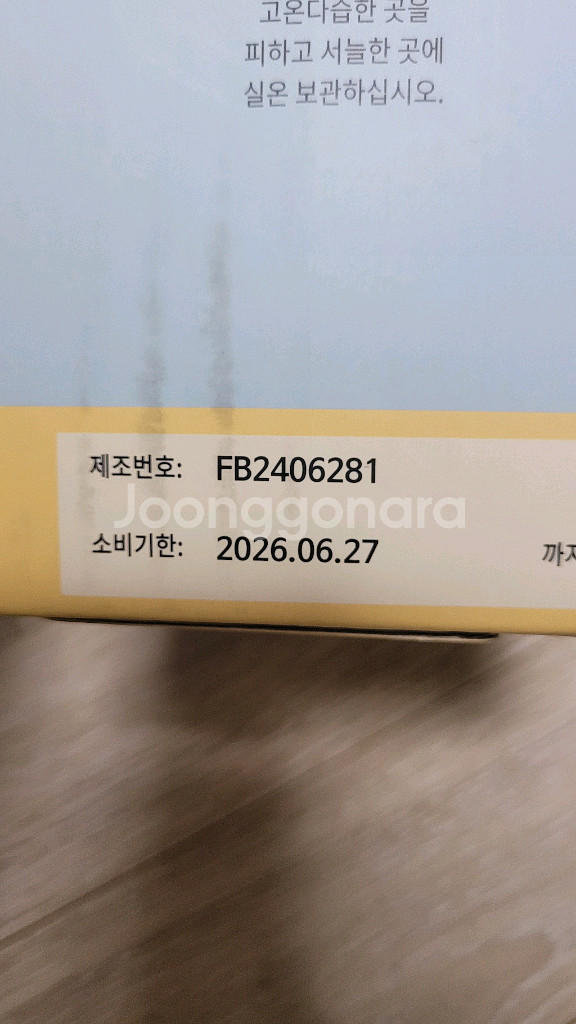 고온다습한 곳을
피하고 서늘한 곳에
실온 보관하십시오.
제조번호: FB2406281
Joonggonara
소비기한: 2026.06.27 까지